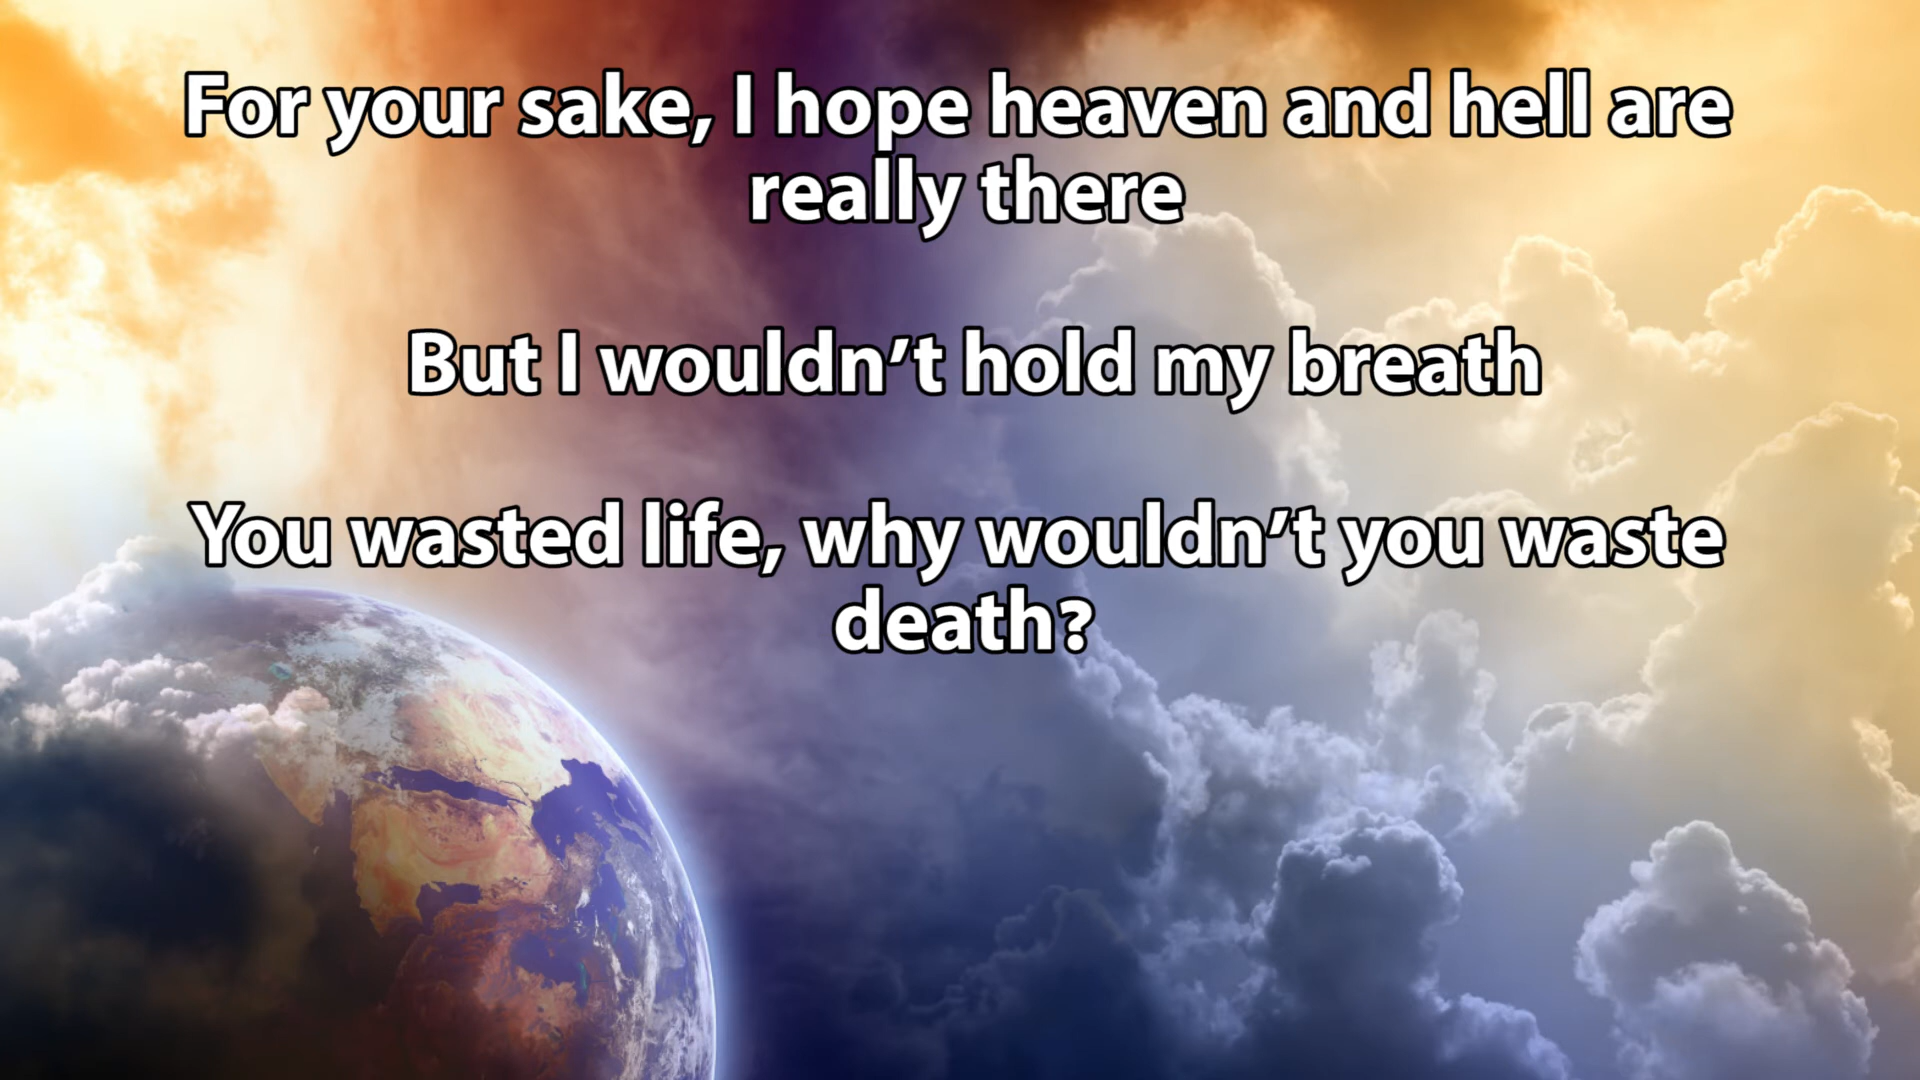 For your sake, I hope heaven and hell are
really there
But I wouldn’t hold my breath
You wasted life, why wouldn’t you waste
death?